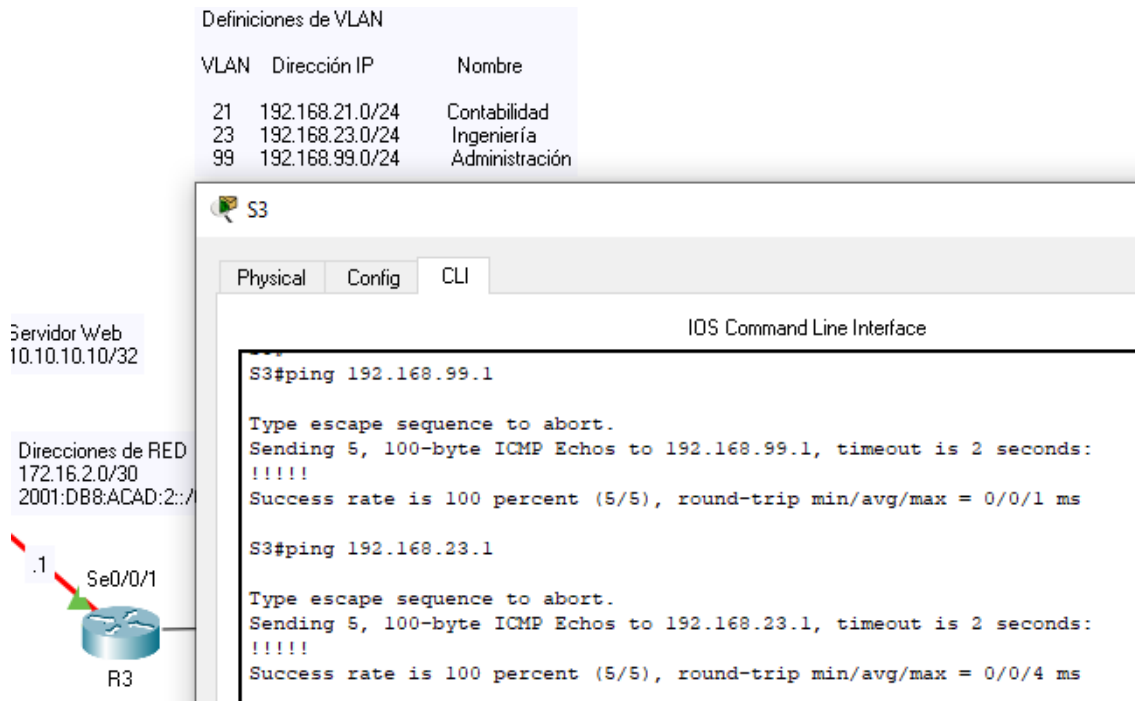 Definiciones de VLAN
VLAN Dirección IP Nombre
21 192.168.21.0/24 Contabilidad
23 192.168.23.0/24 Ingeniería
99 192.168.99.0/24 Administración
S3
Physical Config CLI
IOS Command Line Interface
Servidor Web
10.10.10.10/32
Direcciones de RED
172.16.2.0/30
2001:DB8:ACAD:2::/
.1
Se0/0/1
R3
S3#ping 192.168.99.1
Type escape sequence to abort.
Sending 5, 100-byte ICMP Echos to 192.168.99.1, timeout is 2 seconds:
!!!!!
Success rate is 100 percent (5/5), round-trip min/avg/max = 0/0/1 ms
S3#ping 192.168.23.1
Type escape sequence to abort.
Sending 5, 100-byte ICMP Echos to 192.168.23.1, timeout is 2 seconds:
!!!!!
Success rate is 100 percent (5/5), round-trip min/avg/max = 0/0/4 ms